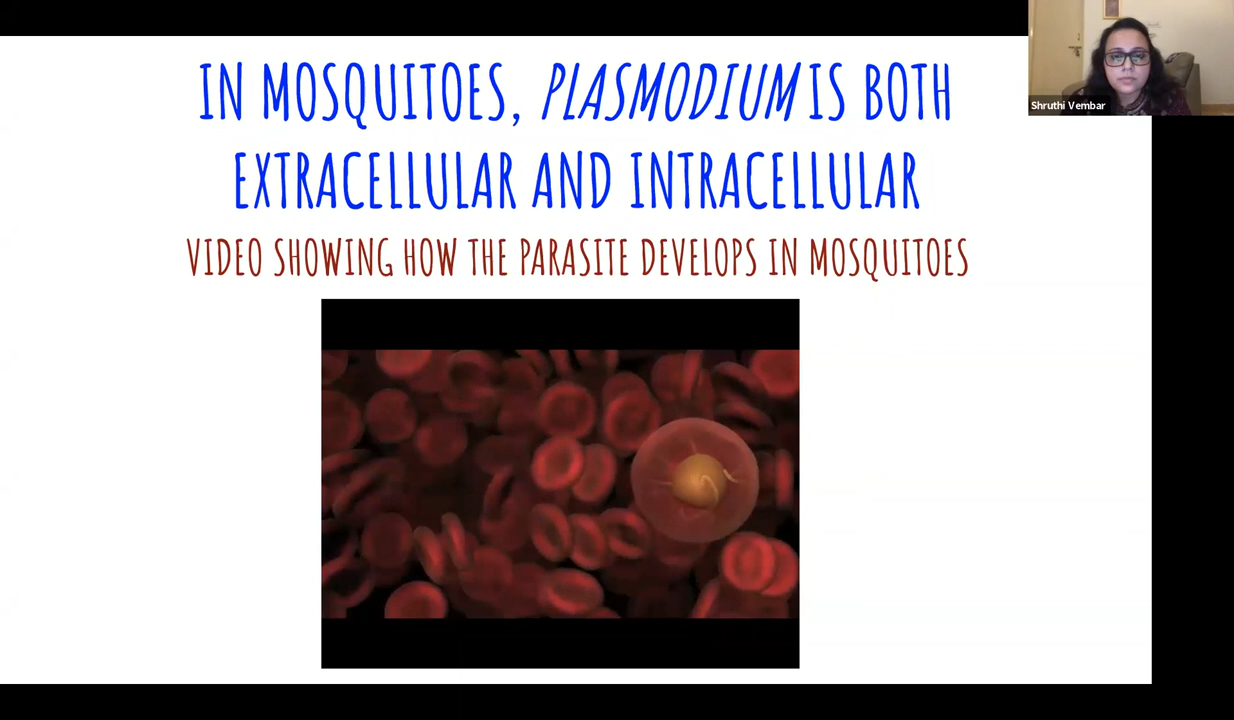 IN MOSQUITOES, PLASMODIUM IS BOTH
EXTRACELLULAR AND INTRACELLULAR
VIDEO SHOWING HOW THE PARASITE DEVELOPS IN MOSQUITOES
Shruthi Vembar